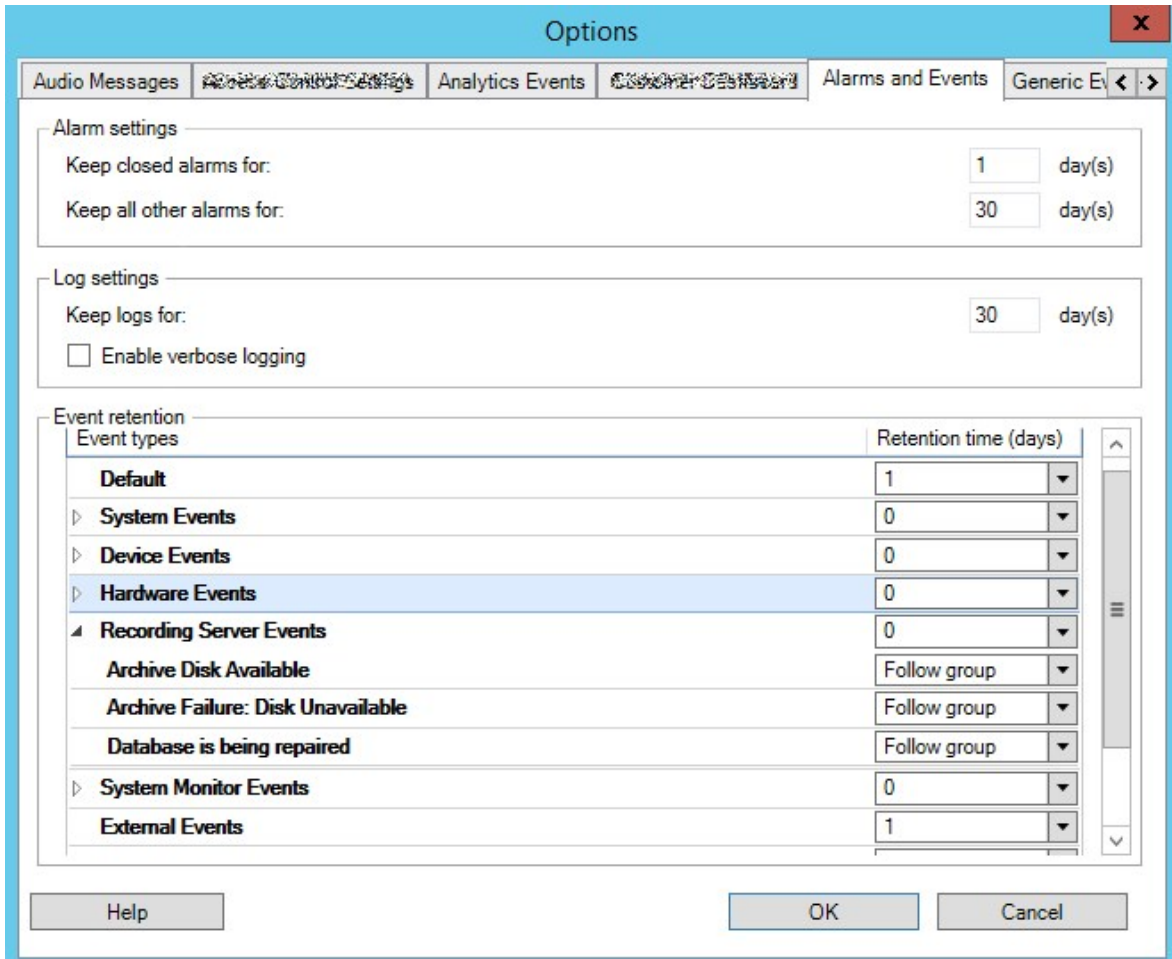 Options
x
Audio Messages
Analytics Events
Alarms and Events
Generic Ev
Alarm settings
Keep closed alarms for: 1 day(s)
Keep all other alarms for: 30 day(s)
Log settings
Keep logs for: 30 day(s)
Enable verbose logging
Event retention
Event types Retention time (days)
Default 1
System Events 0
Device Events 0
Hardware Events 0
Recording Server Events 0
Archive Disk Available Follow group
Archive Failure: Disk Unavailable Follow group
Database is being repaired Follow group
System Monitor Events 0
External Events 1
Help OK Cancel